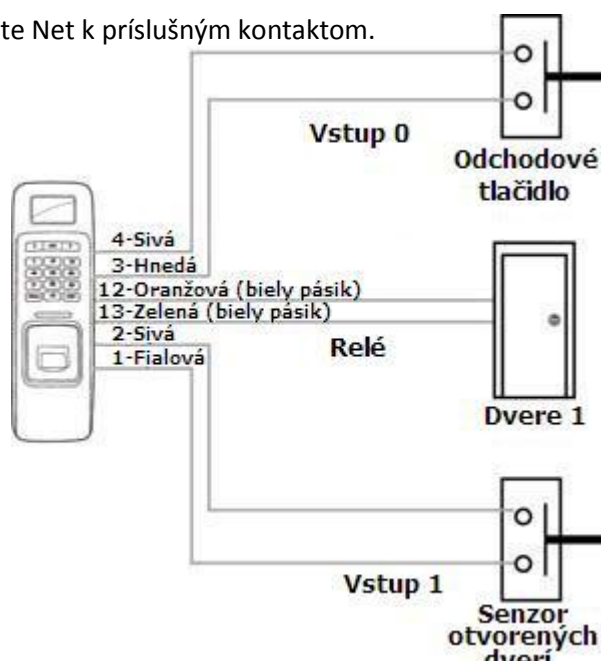 te Net k príslušným kontaktom.
Vstup 0
Odchodové
tlačidlo
4-Sivá
3-Hnedá
12-Oranžová (biely pásik)
13-Zelená (biely pásik)
2-Sivá
1-Fialová
Relé
Dvere 1
Vstup 1
Senzor
otvorených
dverí